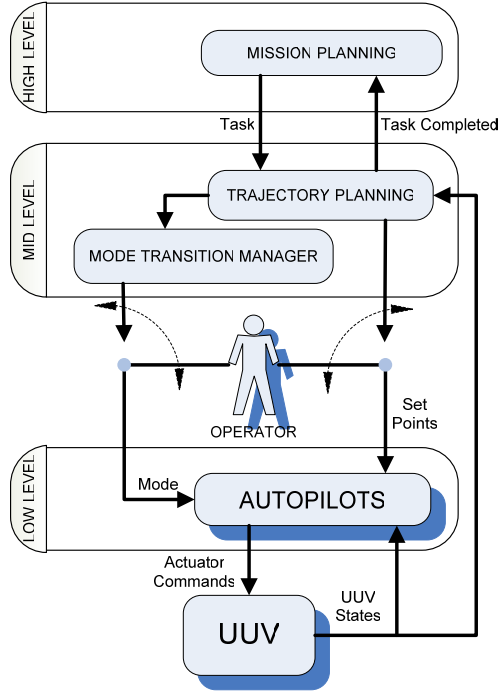 HIGH LEVEL
MISSION PLANNING
Task
Task Completed
MID LEVEL
TRAJECTORY PLANNING
MODE TRANSITION MANAGER
OPERATOR
Set
Points
LOW LEVEL
Mode
AUTOPILOTS
Actuator
Commands
UUV
States
UUV